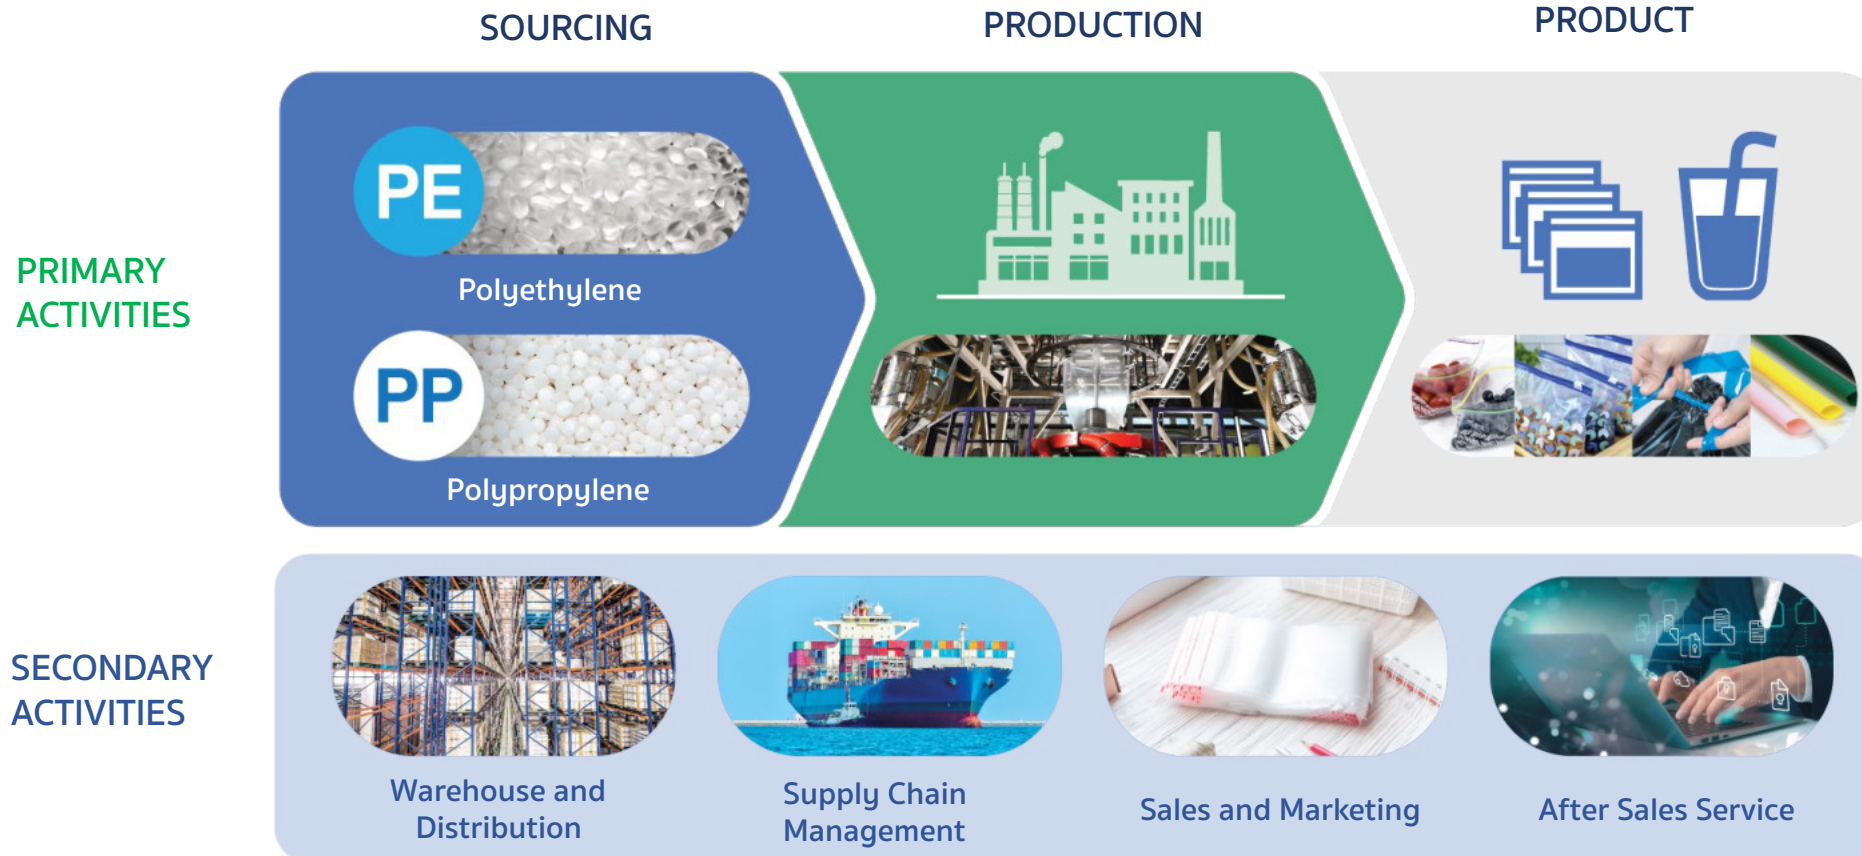 SOURCING
PRODUCTION
PRODUCT
PRIMARY
ACTIVITIES
PE
Polyethylene
PP
Polypropylene
SECONDARY
ACTIVITIES
Warehouse and
Distribution
Supply Chain
Management
Sales and Marketing
After Sales Service